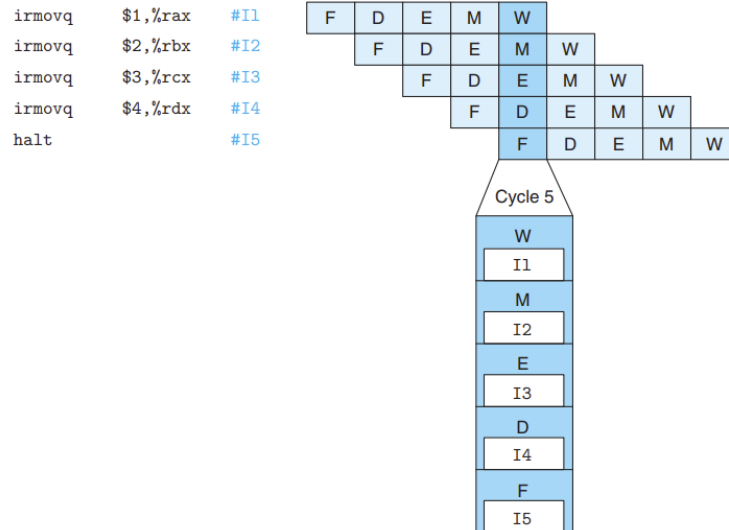 irmovq $1,%rax #I1 F D E M W
irmovq $2,%rbx #I2 F D E M W
irmovq $3,%rcx #I3 F D E M W
irmovq $4,%rdx #I4 F D E M W
halt #I5 F D E M W
Cycle 5
W
I1
M
I2
E
I3
D
I4
F
I5